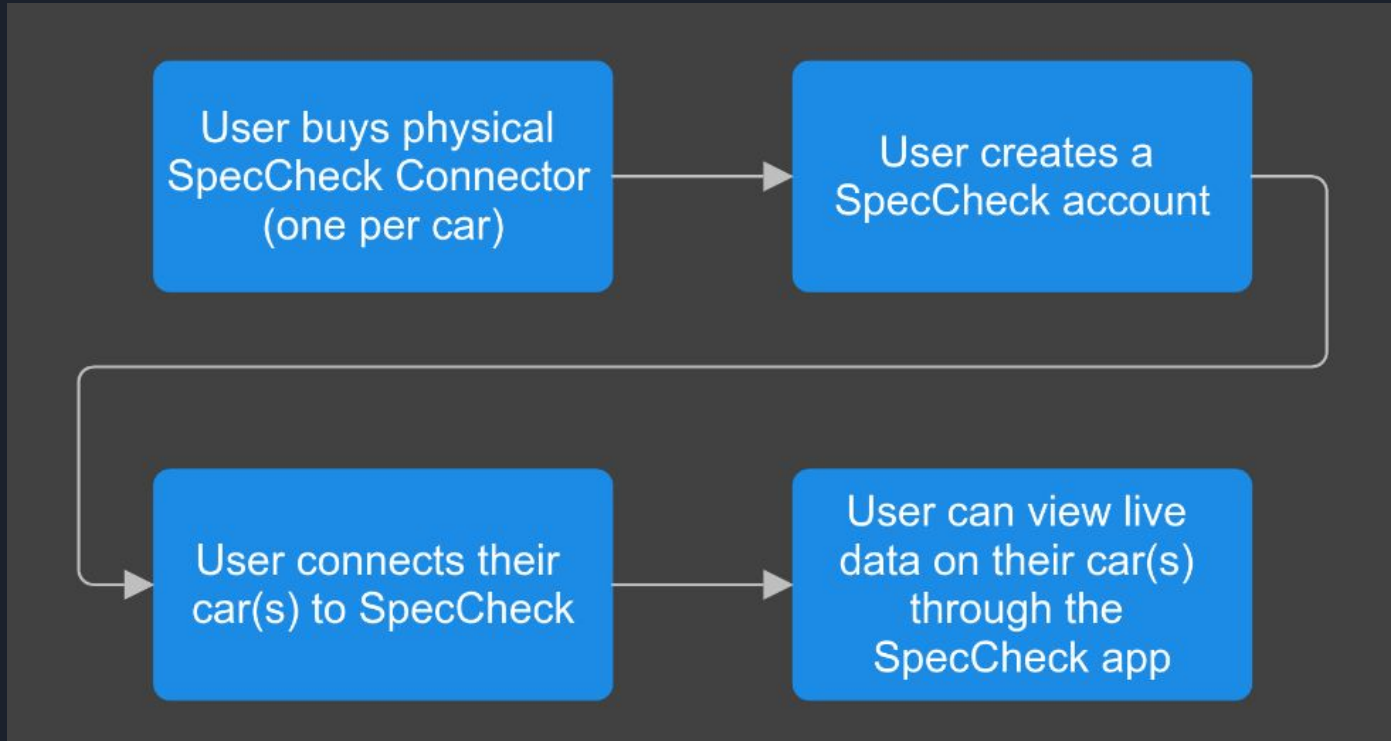 User buys physical
SpecCheck Connector
(one per car)
User creates a
SpecCheck account
User connects their
car(s) to SpecCheck
User can view live
data on their car(s)
through the
SpecCheck app